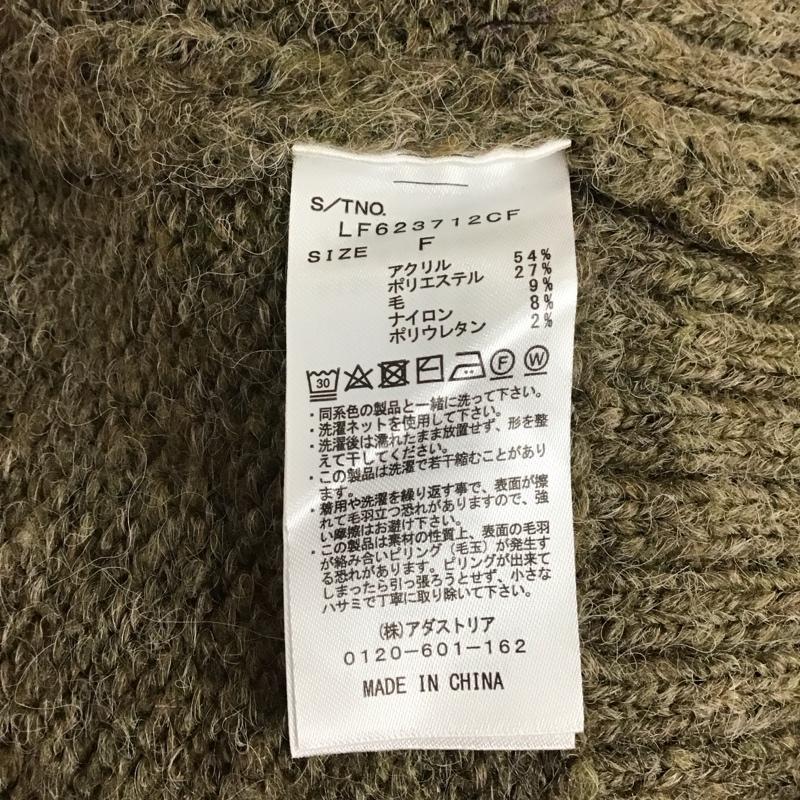 S/TNO.
LF623712CF
SIZE F
アクリル 54%
ポリエステル 27%
毛 9%
ナイロン 8%
ポリウレタン 2%
30 F W
・同系色の製品と一緒に洗って下さい。
・洗濯ネットを使用して下さい。
・洗濯後は濡れたまま放置せず、形を整
えて干してください。
・この製品は洗濯で若干縮むことがあり
ます。
・着用や洗濯を繰り返す事で、表面が擦
れて毛羽立つ恐れがありますので、強
い摩擦はお避け下さい。
・この製品は素材の性質上、表面の毛羽
が絡み合いピリング（毛玉）が発生す
る恐れがあります。ピリングが出来て
しまったら引っ張ろうとせず、小さな
ハサミで丁寧に取り除いて下さい。
(株)アダストリア
0120-601-162
MADE IN CHINA